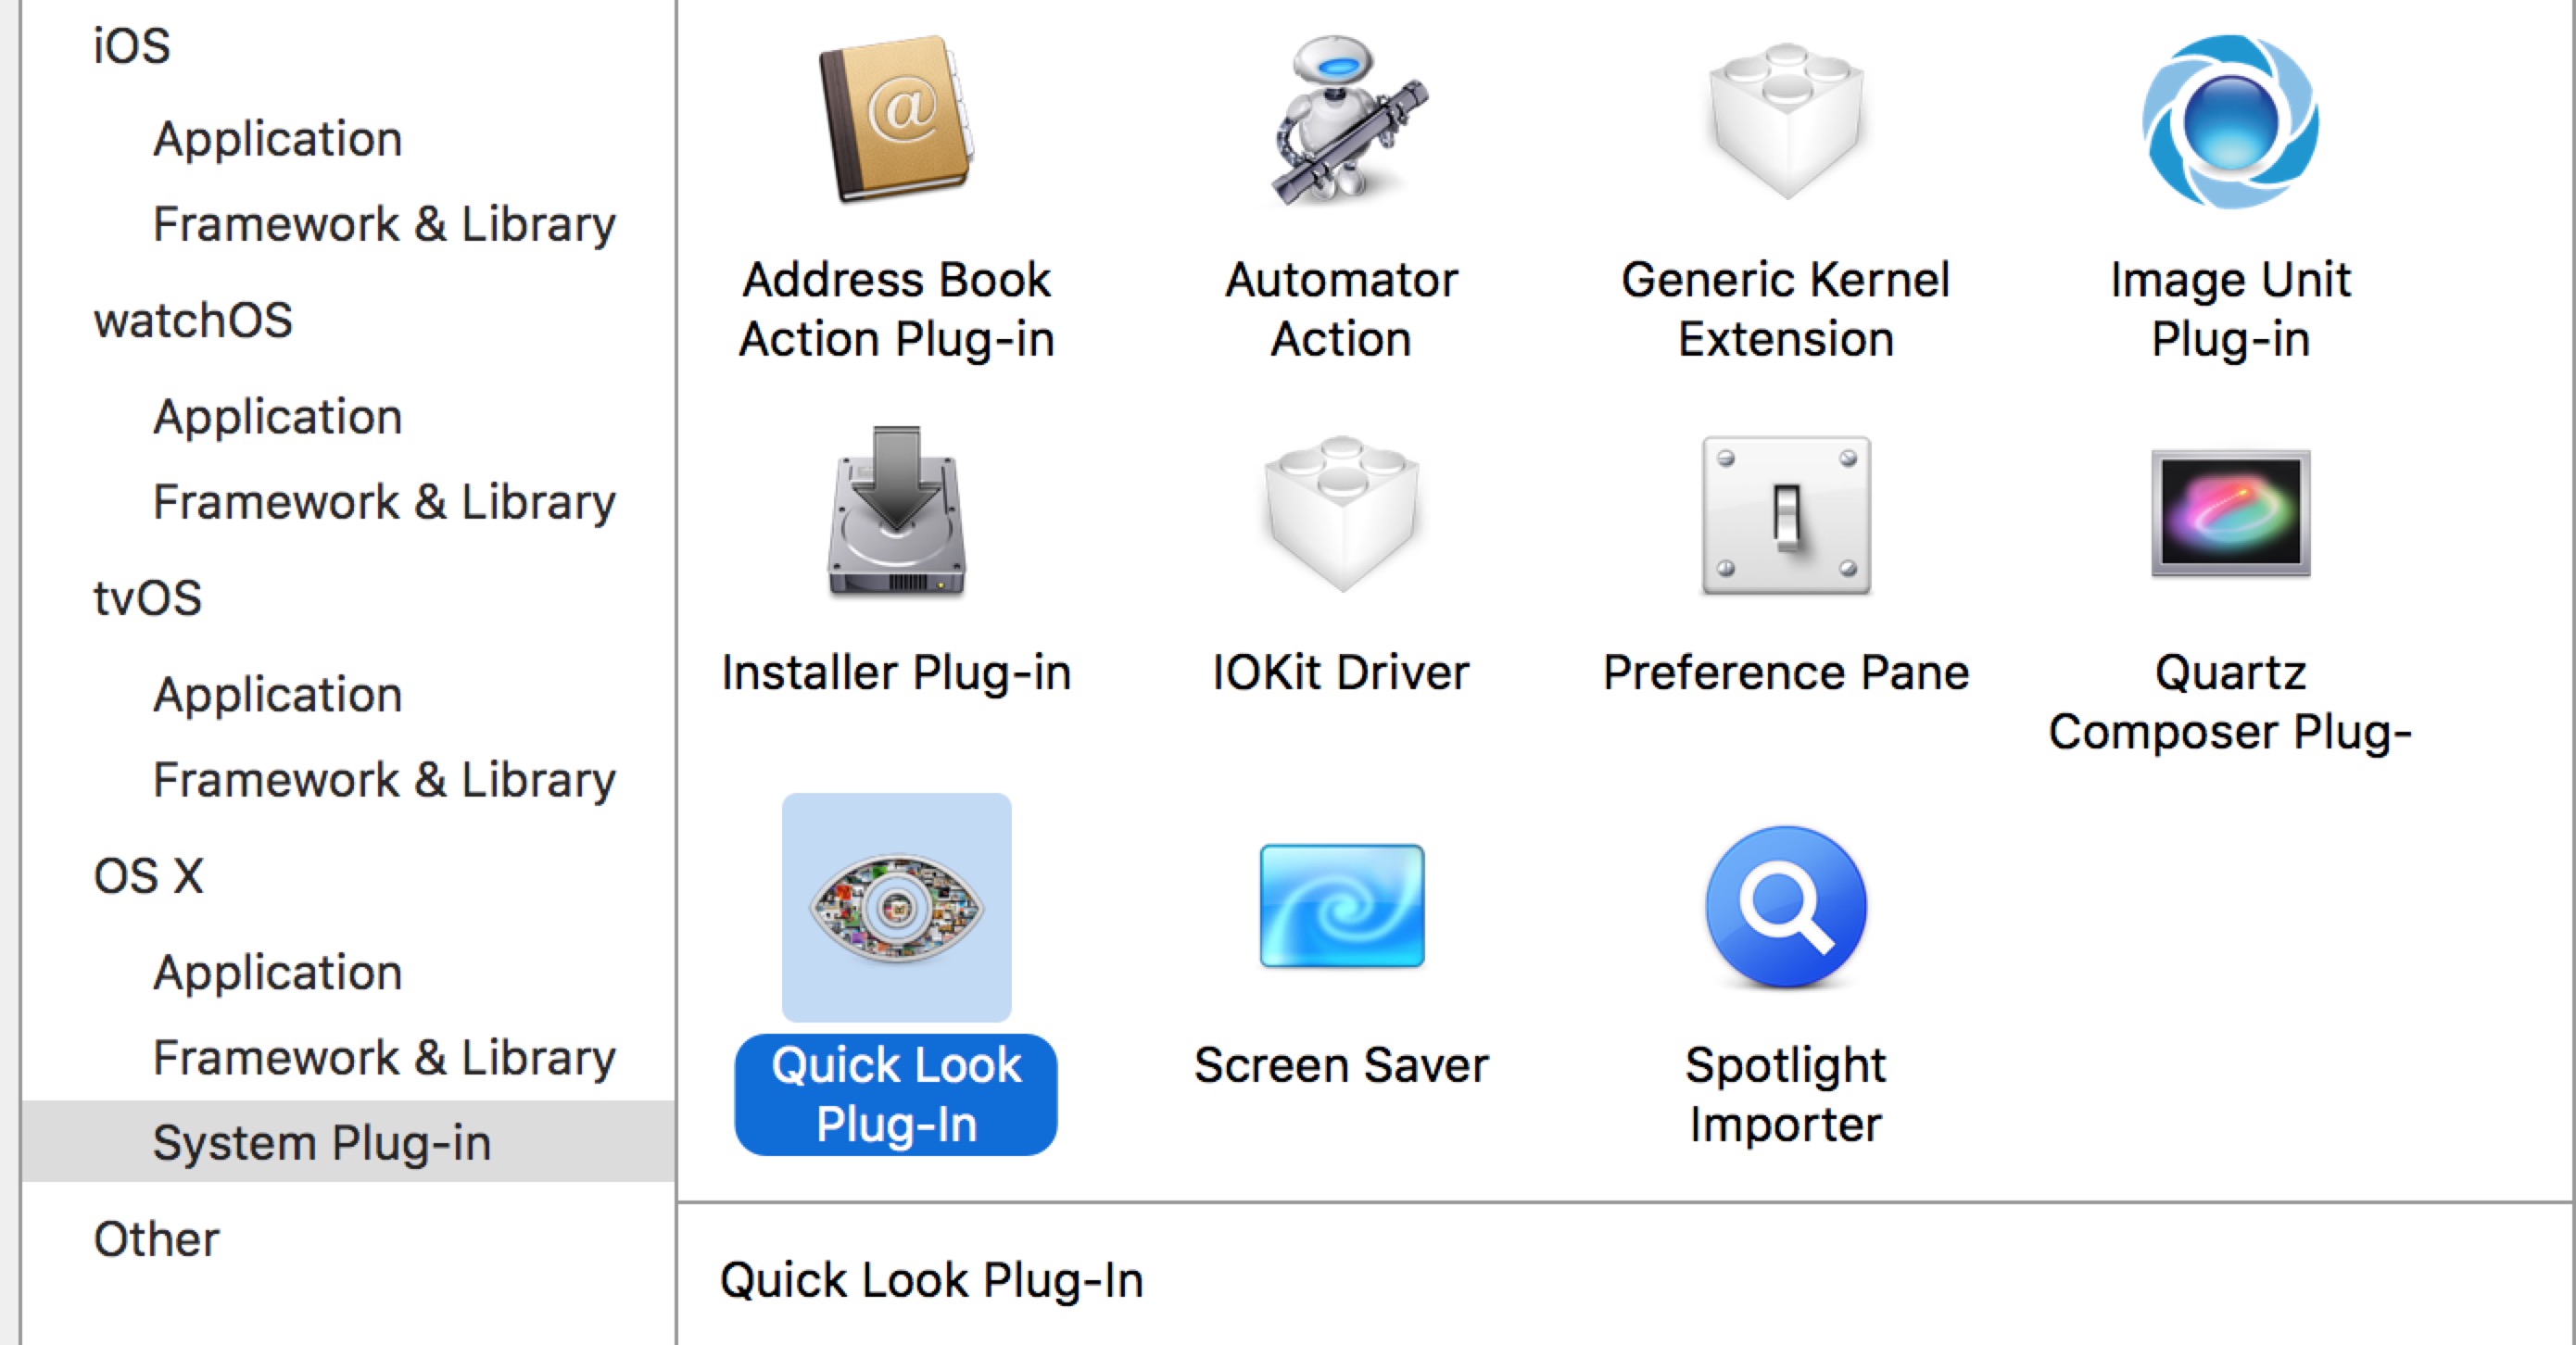 iOS
Application
Framework & Library
watchOS
Application
Framework & Library
tvOS
Application
Framework & Library
OS X
Application
Framework & Library
System Plug-in
Other
@
Address Book
Action Plug-in
Automator
Action
Generic Kernel
Extension
Image Unit
Plug-in
Installer Plug-in
IOKit Driver
Preference Pane
Quartz
Composer Plug-
Quick Look
Plug-In
Screen Saver
Spotlight
Importer
Quick Look Plug-In